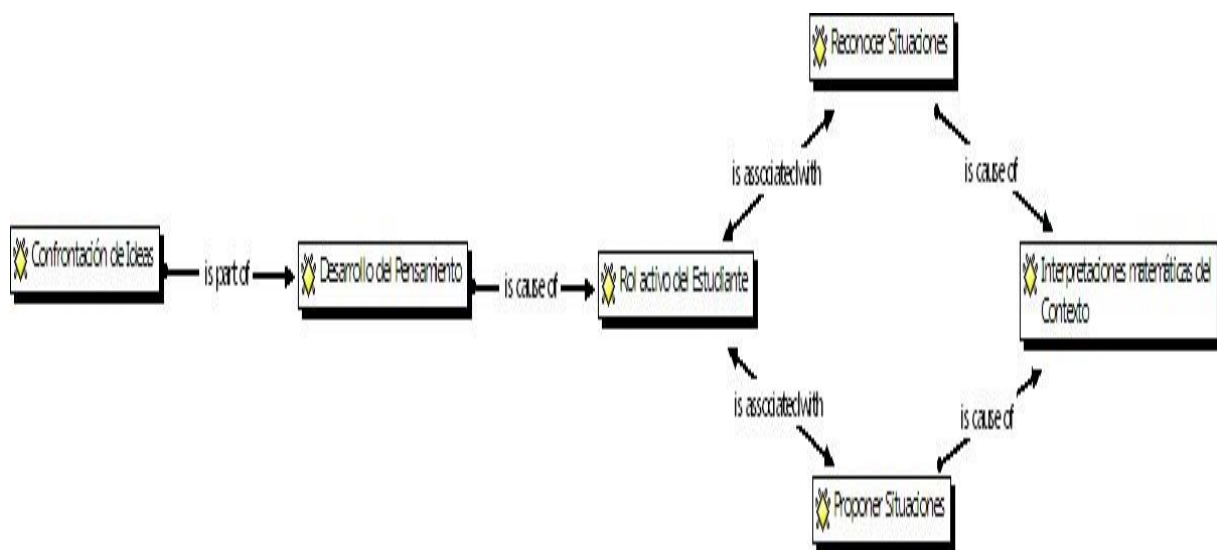 Reconocer Situaciones
is associated with
is cause of
Confrontación de Ideas
is part of
Desarrollo del Pensamiento
is cause of
Rol activo del Estudiante
Interpretaciones matemáticas del
Contexto
is associated with
is cause of
Proponer Situaciones